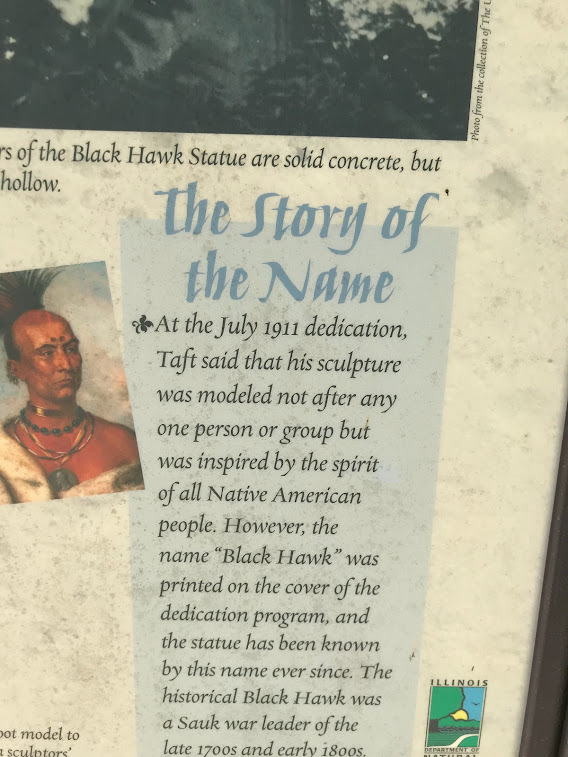 Photo from the collection of The
rs of the Black Hawk Statue are solid concrete, but
hollow.
The Story of
the Name
At the July 1911 dedication,
Taft said that his sculpture
was modeled not after any
one person or group but
was inspired by the spirit
of all Native American
people. However, the
name “Black Hawk” was
printed on the cover of the
dedication program, and
the statue has been known
by this name ever since. The
historical Black Hawk was
a Sauk war leader of the
late 1700s and early 1800s.
oot model to
sculptors’
ILLINOIS
DEPARTMENT OF
NATURAL